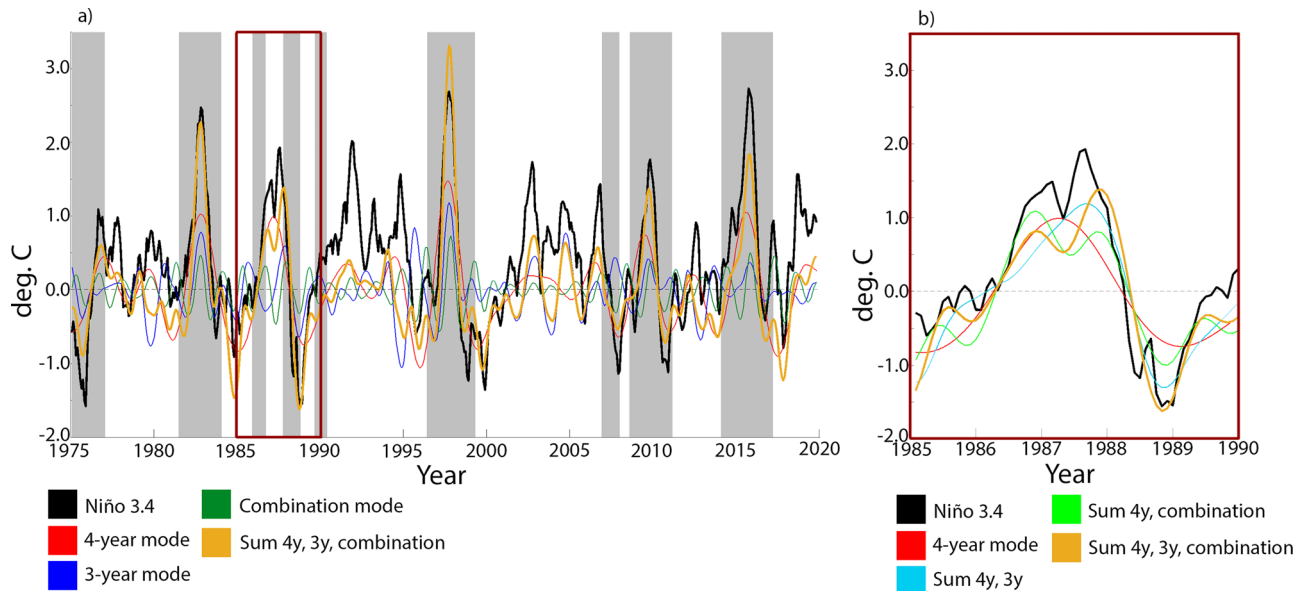 a)
3.0
2.0
1.0
0.0
-1.0
-2.0
deg. C
1975 1980 1985 1990 1995 2000 2005 2010 2015 2020
Year
Niño 3.4
4-year mode
3-year mode
Combination mode
Sum 4y, 3y, combination
b)
3.0
2.0
1.0
0.0
-1.0
-2.0
deg. C
1985 1986 1987 1988 1989 1990
Year
Niño 3.4
4-year mode
Sum 4y, 3y
Sum 4y, combination
Sum 4y, 3y, combination